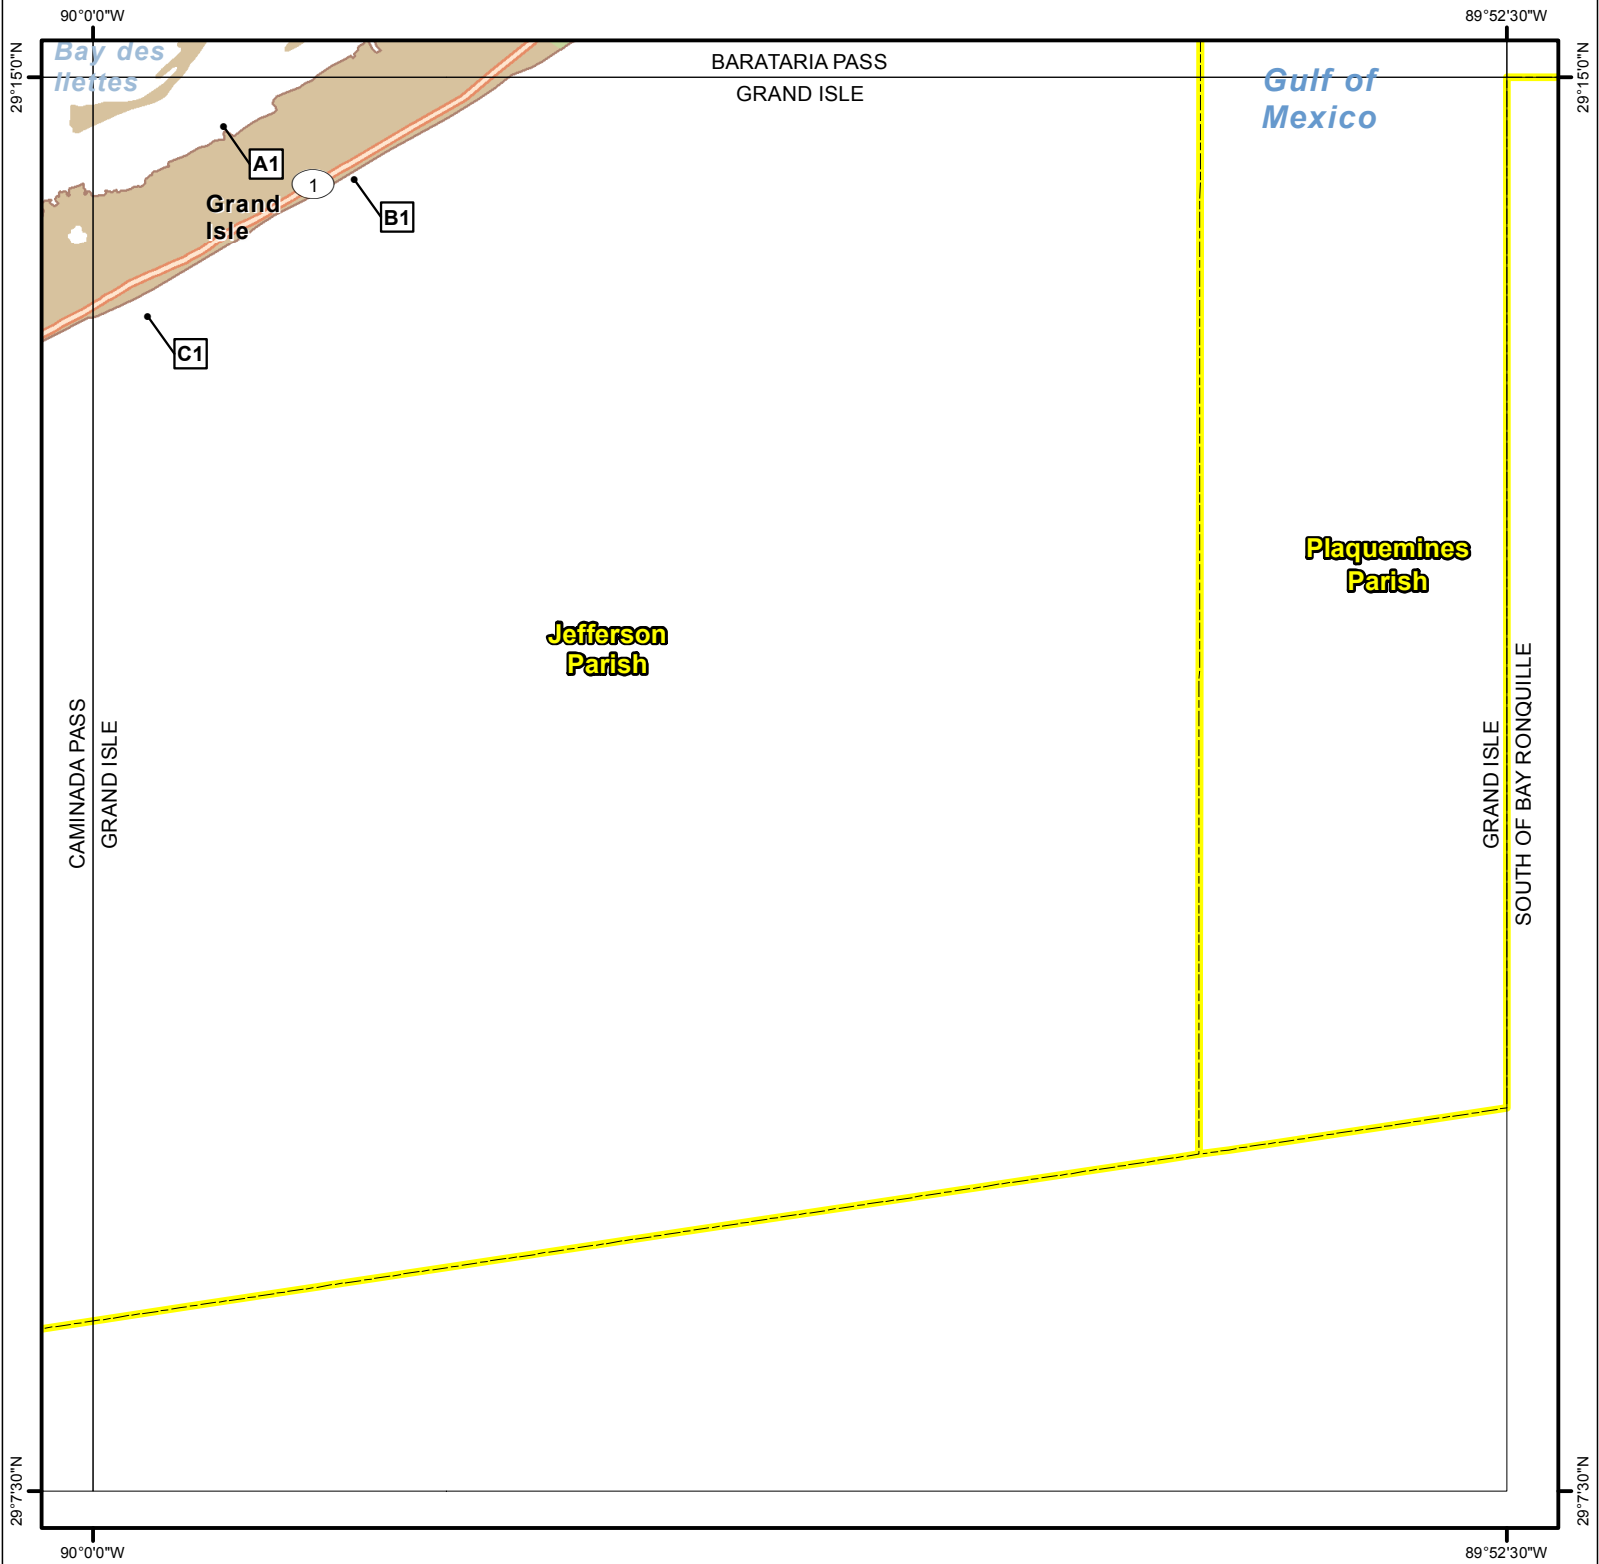 90°0'0"W
89°52'30"W
29°15'0"N
29°15'0"N
Bay des
Ilettes
BARATARIA PASS
GRAND ISLE
Gulf of
Mexico
A1
1
Grand
Isle
B1
C1
Plaquemines
Parish
Jefferson
Parish
CAMINADA PASS
GRAND ISLE
GRAND ISLE
SOUTH OF BAY RONQUILLE
29°7'30"N
29°7'30"N
90°0'0"W
89°52'30"W